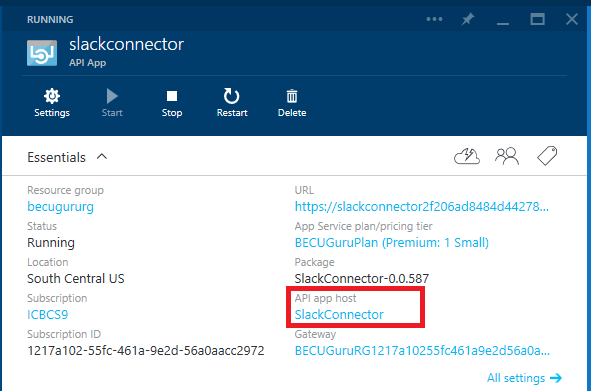 RUNNING
slackconnector
API App
Settings
Start
Stop
Restart
Delete
Essentials
Resource group
becugururg
Status
Running
Location
South Central US
Subscription
ICBCS9
Subscription ID
1217a102-55fc-461a-9e2d-56a0aacc2972
URL
https://slackconnector2f206ad8484d44278...
App Service plan/pricing tier
BECUGuruPlan (Premium: 1 Small)
Package
SlackConnector-0.0.587
API app host
SlackConnector
Gateway
BECUGuruRG1217a10255fc461a9e2d56a0a...
All settings